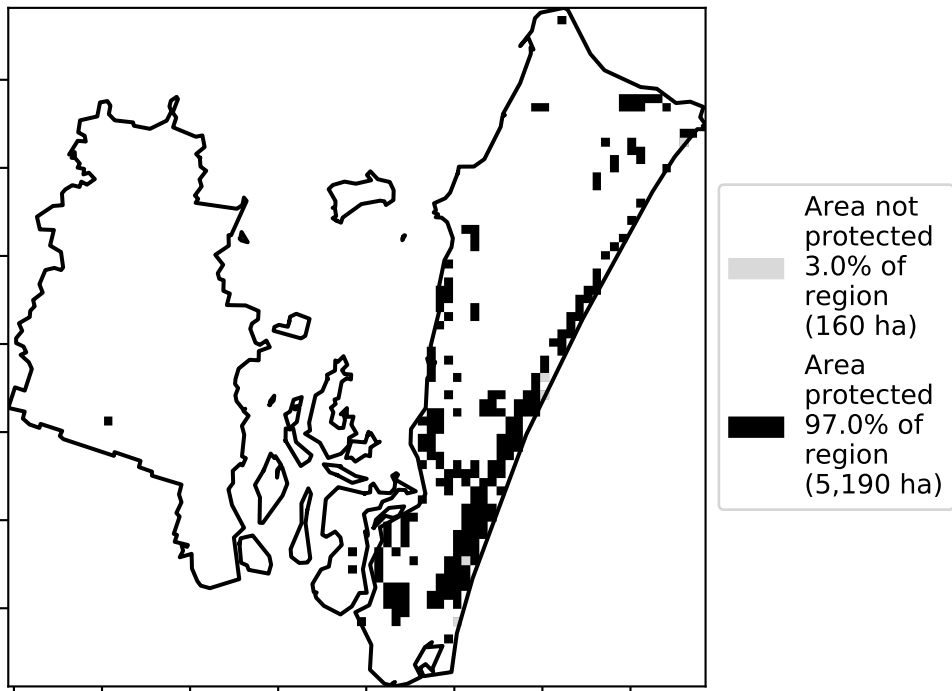 Area not
protected
3.0% of
region
(160 ha)
Area
protected
97.0% of
region
(5,190 ha)